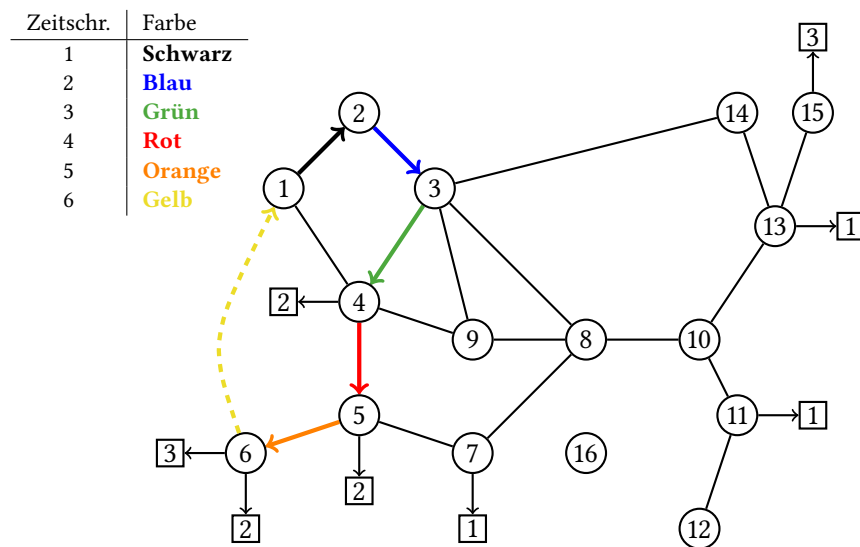 Zeitschr. Farbe
1 Schwarz
2 Blau
3 Grün
4 Rot
5 Orange
6 Gelb
3
2 14 15
1 3
13 1
4 2
9 8 10
5 11 1
6 3 7 16
2
2 1 12